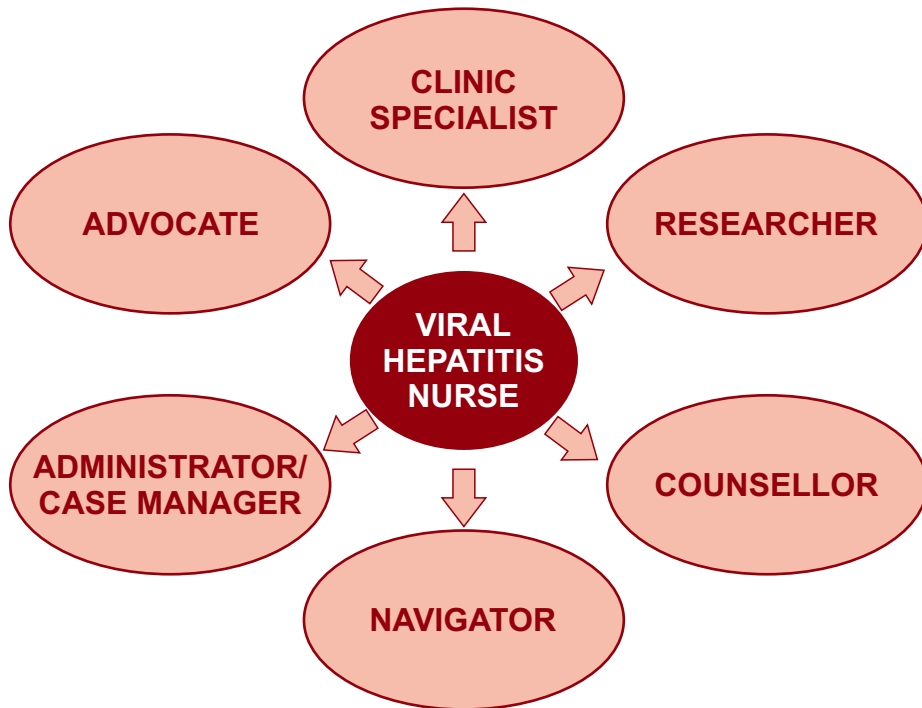 CLINIC
SPECIALIST
ADVOCATE
RESEARCHER
VIRAL
HEPATITIS
NURSE
ADMINISTRATOR/
CASE MANAGER
COUNSELLOR
NAVIGATOR